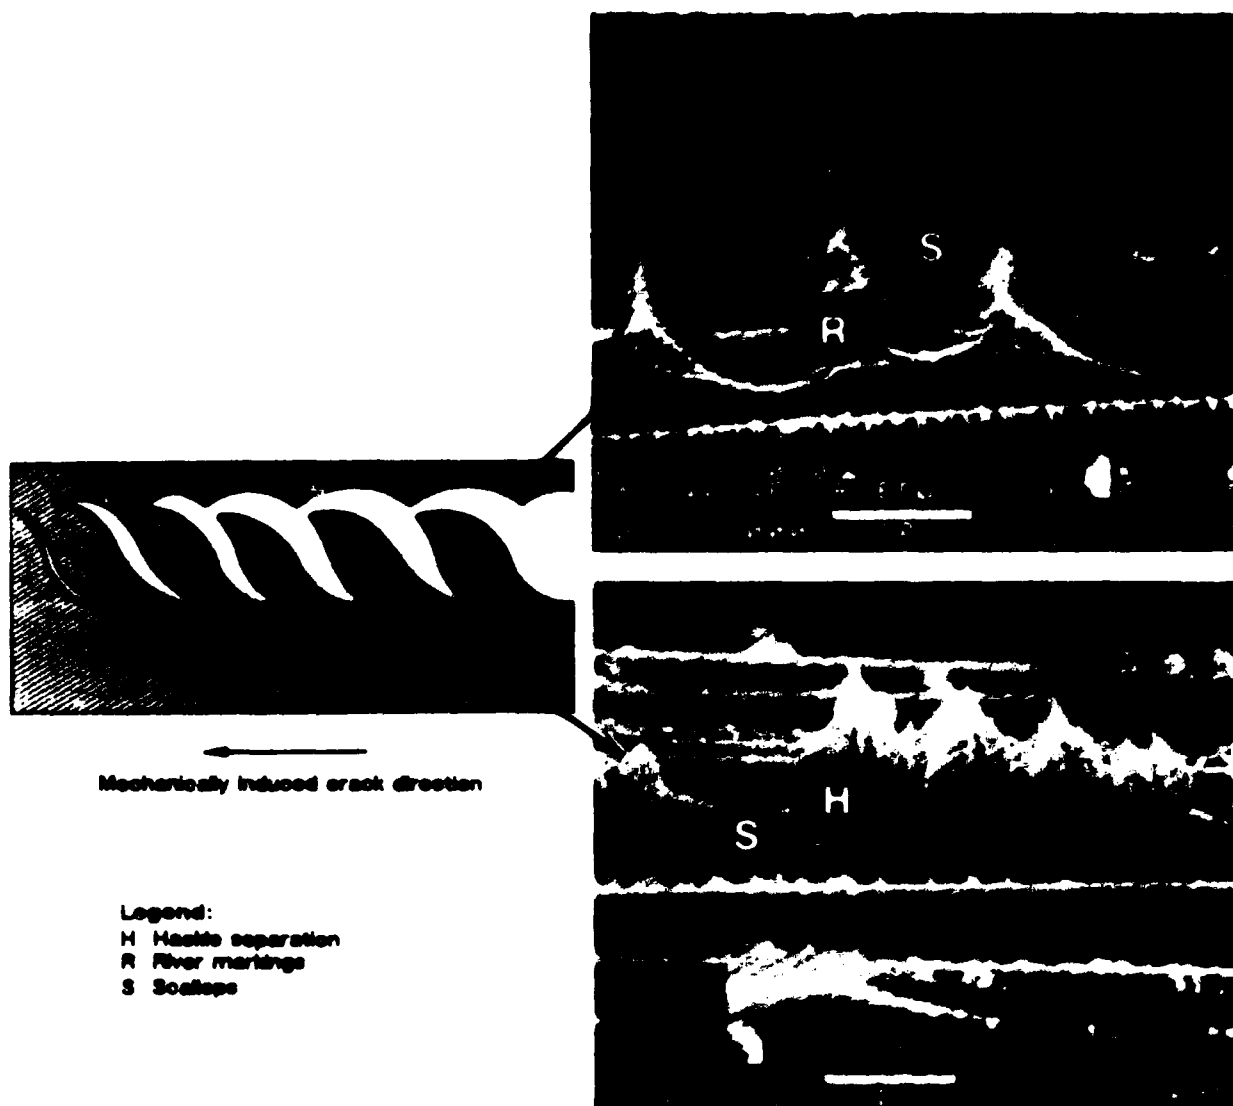 S
R
Mechanically induced crack direction
H
S
Legend:
H Hackle separation
R River markings
S Scallops